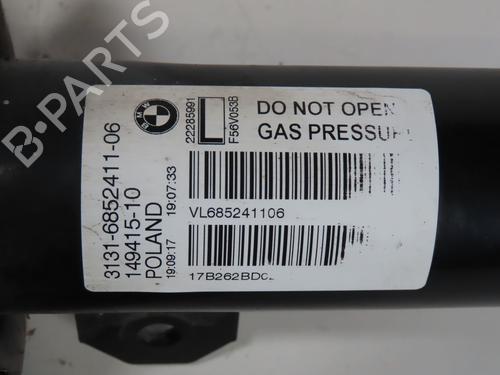 BMW
22285991
F56V053B
DO NOT OPEN
GAS PRESSUR
VL685241106
3131-6852411-06
149415-10
POLAND
19:09:17 19:07:33
B-PARTS